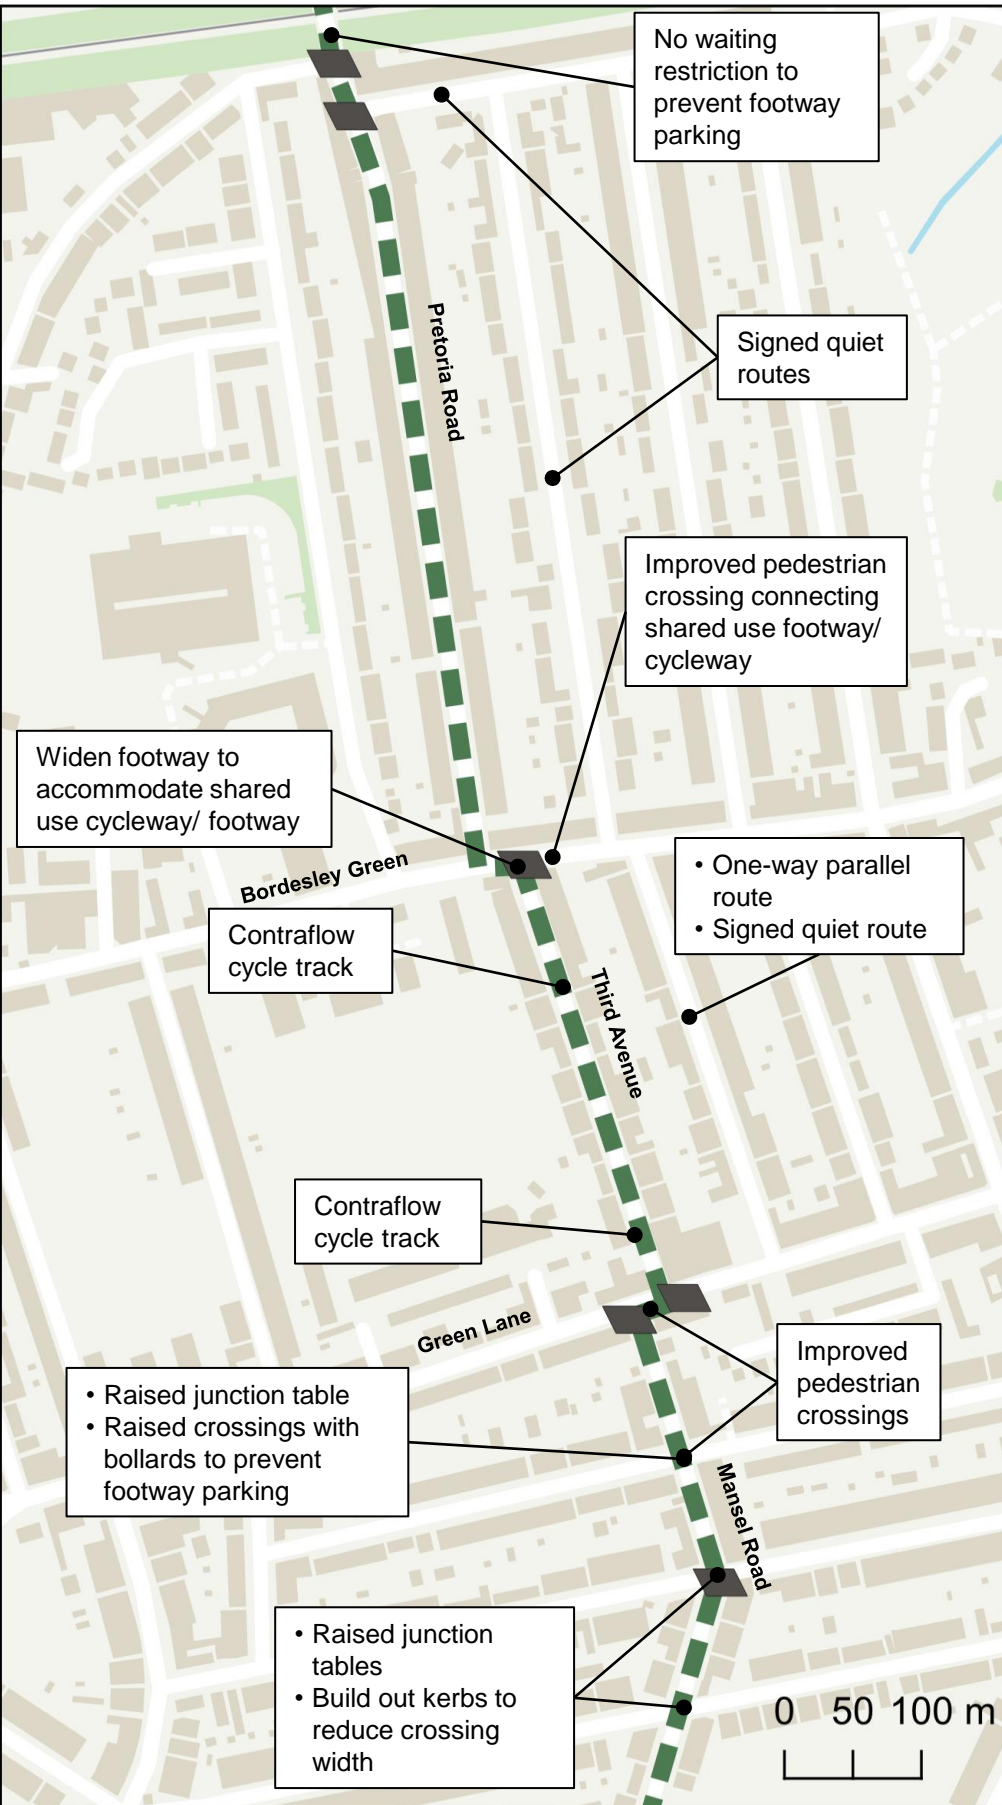 No waiting
restriction to
prevent footway
parking
Pretoria Road
Signed quiet
routes
Improved pedestrian
crossing connecting
shared use footway/
cycleway
Widen footway to
accommodate shared
use cycleway/ footway
Bordesley Green
• One-way parallel
route
• Signed quiet route
Contraflow
cycle track
Third Avenue
Contraflow
cycle track
Green Lane
Improved
pedestrian
crossings
• Raised junction table
• Raised crossings with
bollards to prevent
footway parking
Mansel Road
• Raised junction
tables
• Build out kerbs to
reduce crossing
width
0 50 100 m